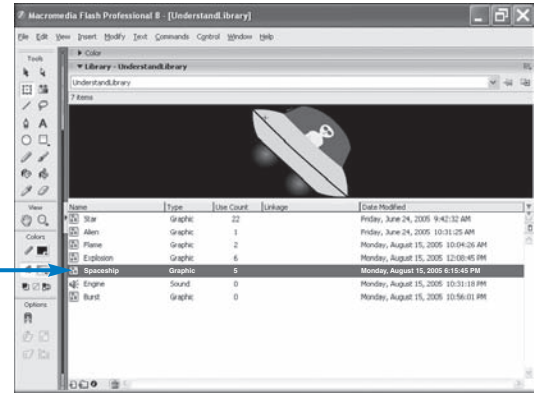 Macromedia Flash Professional 8 - [UnderstandLibrary]
File Edit View Insert Modify Text Commands Control Window Help
Tools
Color
Library - UnderstandLibrary
UnderstandLibrary
7 items
View
Colors
Options
Name Type Use Count Linkage Date Modified
Star Graphic 22 Friday, June 24, 2005 9:42:32 AM
Alien Graphic 1 Friday, June 24, 2005 10:31:25 AM
Flame Graphic 2 Monday, August 15, 2005 10:04:26 AM
Explosion Graphic 6 Monday, August 15, 2005 12:08:45 PM
Spaceship Graphic 5 Monday, August 15, 2005 6:15:45 PM
Engine Sound 0 Monday, August 15, 2005 10:31:18 PM
Burst Graphic 0 Monday, August 15, 2005 10:56:01 PM